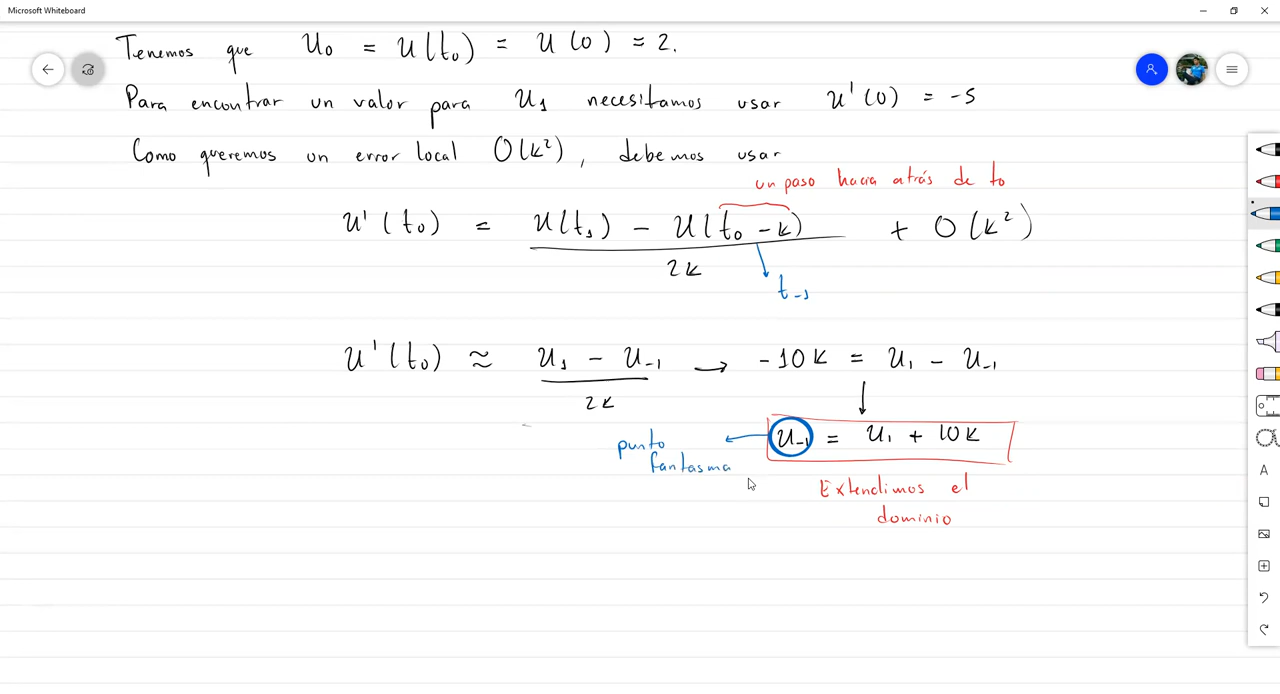 Microsoft Whiteboard
Tenemos que U₀ = U(t₀) = U(0) = 2.
Para encontrar un valor para U₁ necesitamos usar U'(0) = -5
Como queremos un error local O(k²), debemos usar
un paso hacia atrás de t₀
U'(t₀) = U(t₁) - U(t₀ - k) + O(k²)
2k
t₋₁
U'(t₀) ≈ U₁ - U₋₁ → -10k = U₁ - U₋₁
2k
U₋₁ = U₁ + 10k
punto
fantasma
Extendimos el
dominio
A